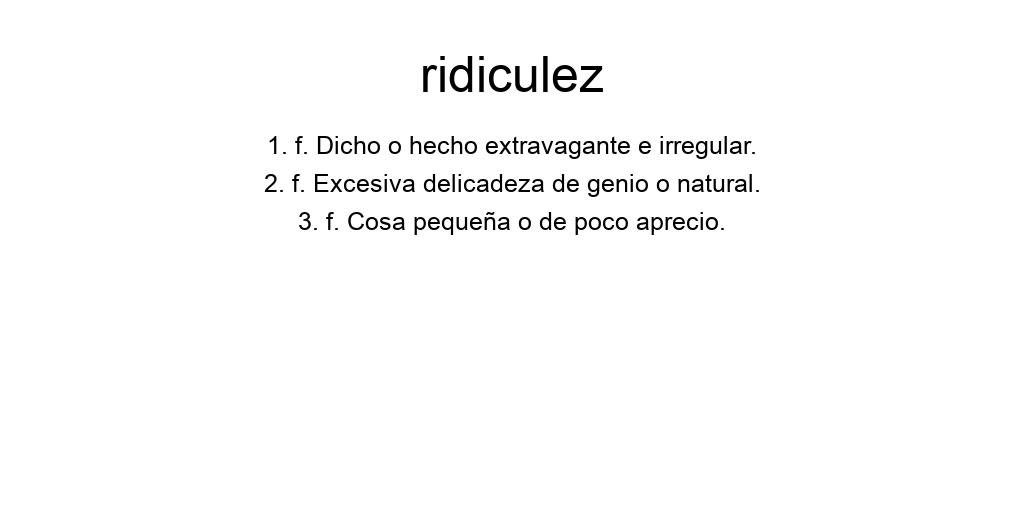 ridiculez
1. f. Dicho o hecho extravagante e irregular.
2. f. Excesiva delicadeza de genio o natural.
3. f. Cosa pequeña o de poco aprecio.